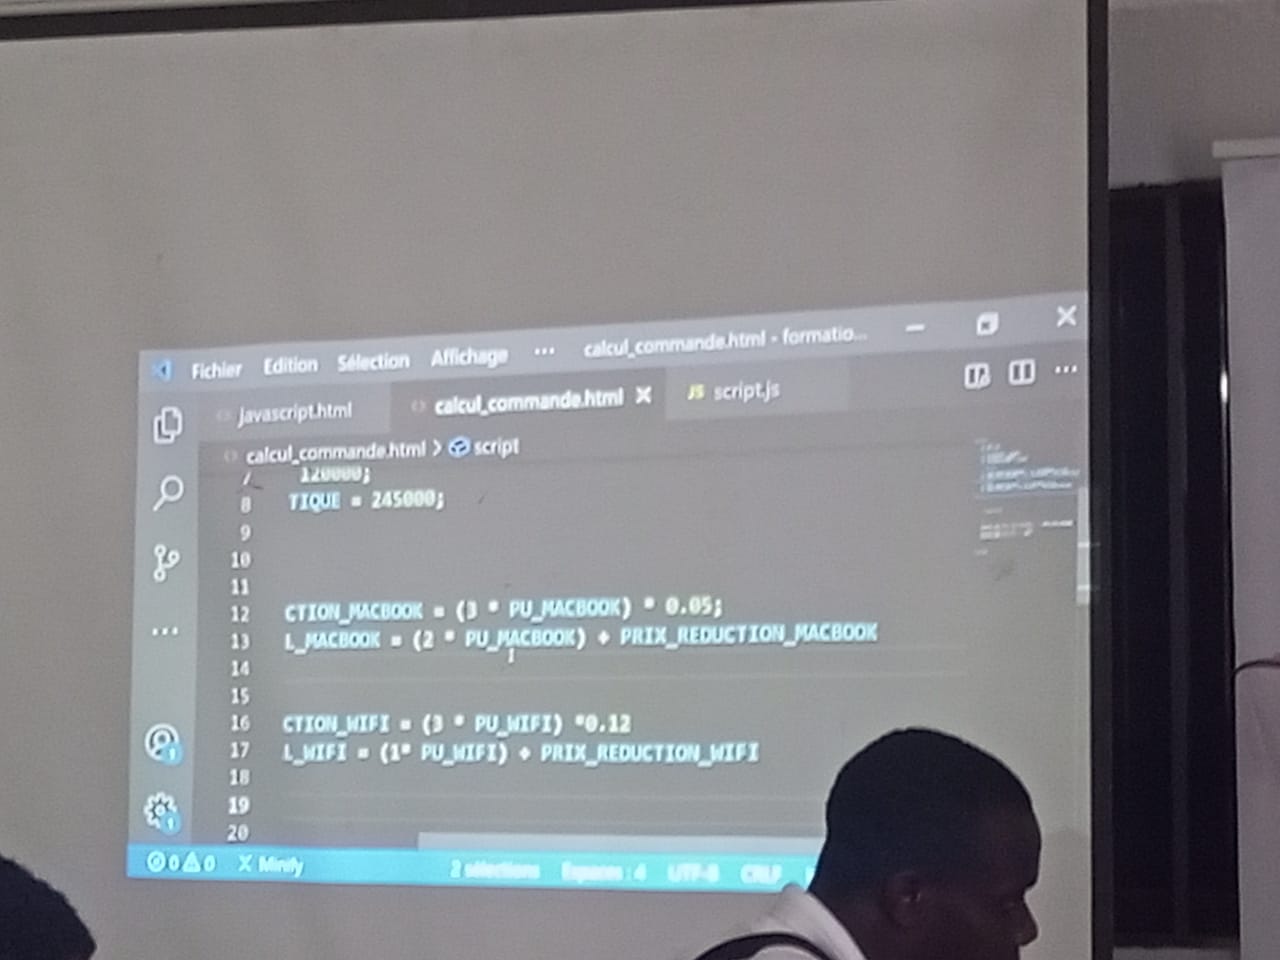 Fichier Edition Sélection Affichage ... calcul_commande.html - formatio...
javascript.html calcul_commande.html JS script.js ...
calcul_commande.html > script
7 120000;
8 TIQUE = 245000;
9
10
11
12 CTION_MACBOOK = (3 * PU_MACBOOK) * 0.05;
13 L_MACBOOK = (2 * PU_MACBOOK) + PRIX_REDUCTION_MACBOOK
14
15
16 CTION_WIFI = (3 * PU_WIFI) *0.12
17 L_WIFI = (1* PU_WIFI) + PRIX_REDUCTION_WIFI
18
19
20
0 0 Minify 2 sélections Espaces : 4 UTF-8 CRLF